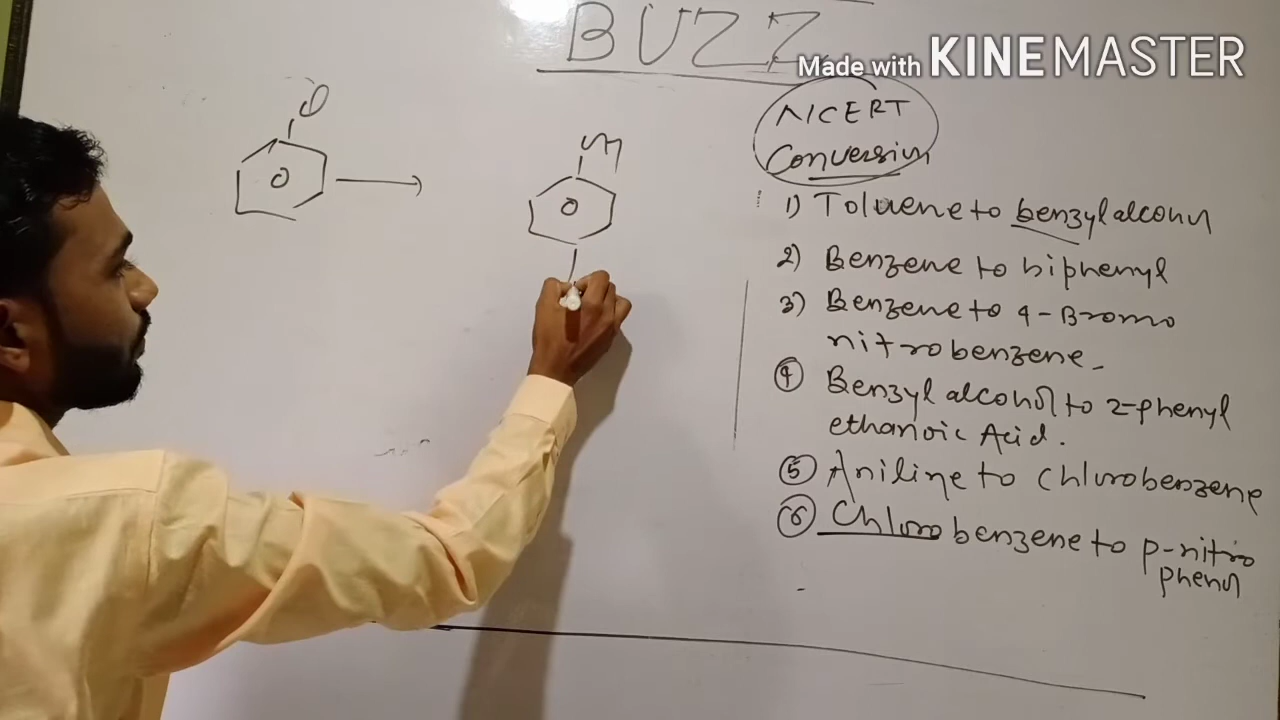 BUZZ
Made with KINEMASTER
NCERT
Conversion
1) Toluene to benzyl alcohol
2) Benzene to biphenyl
3) Benzene to 4-Bromo
nitrobenzene
④ Benzyl alcohol to 2-phenyl
ethanoic Acid.
⑤ Aniline to Chlorobenzene
⑥ Chlorobenzene to p-nitro
phenol